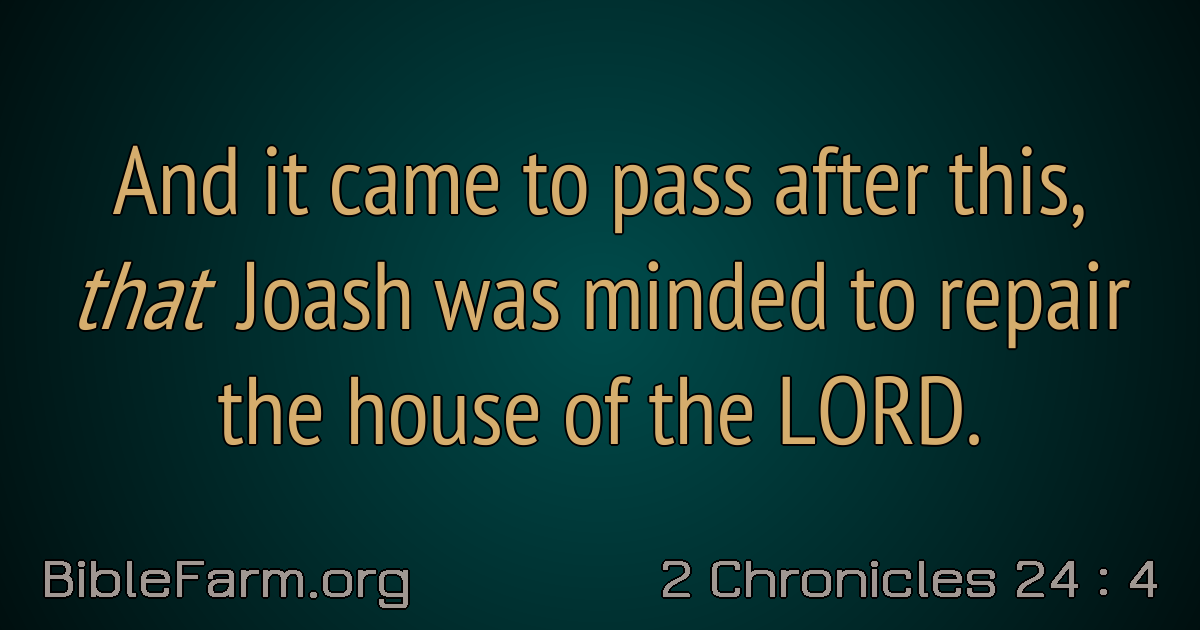 And it came to pass after this,
that Joash was minded to repair
the house of the LORD.
BibleFarm.org
2 Chronicles 24 : 4